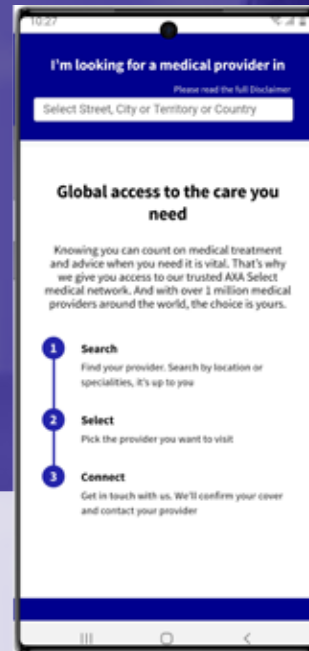 10:27
I'm looking for a medical provider in
Please read the full Disclaimer
Select Street, City or Territory or Country
Global access to the care you
need
Knowing you can count on medical treatment
and advice when you need it is vital. That's why
we give you access to our trusted AXA Select
medical network. And with over 1 million medical
providers around the world, the choice is yours.
1
Search
Find your provider. Search by location or
specialities, it's up to you
2
Select
Pick the provider you want to visit
3
Connect
Get in touch with us. We'll confirm your cover
and contact your provider